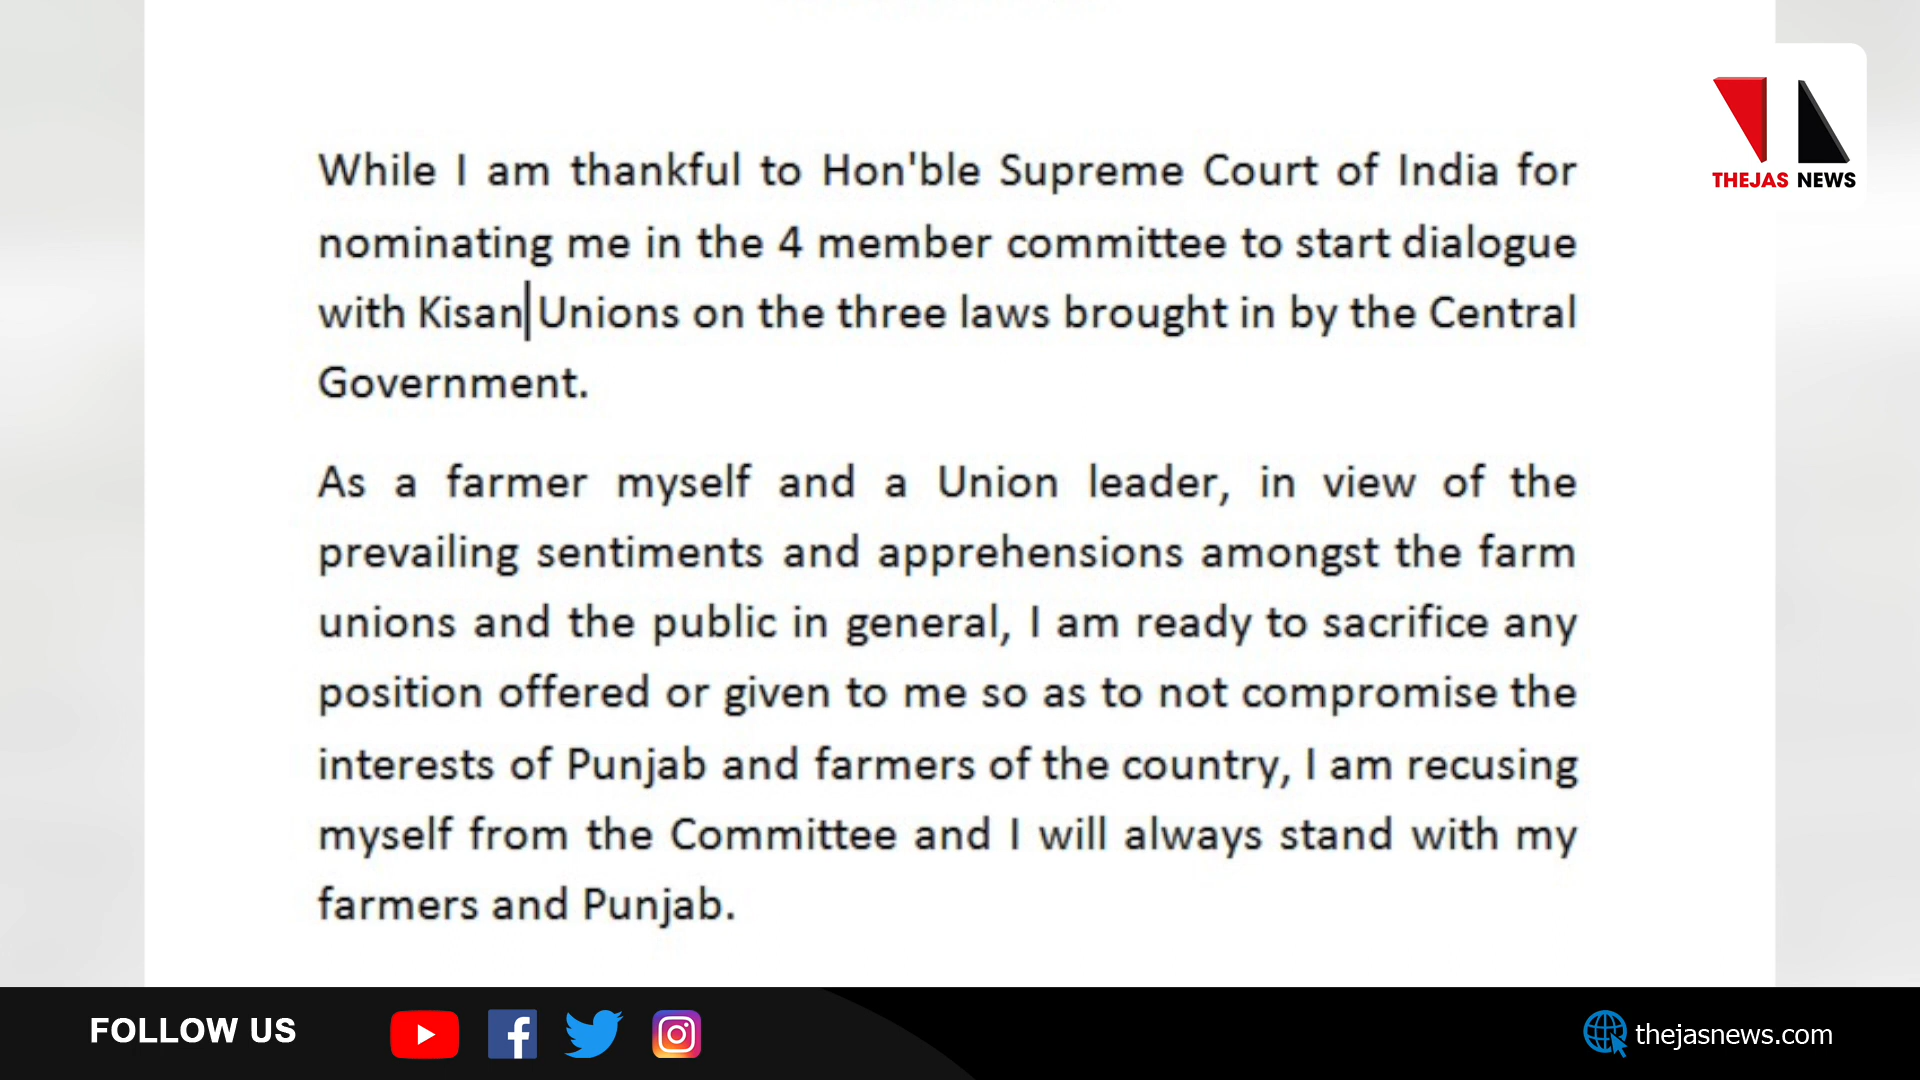 While I am thankful to Hon'ble Supreme Court of India for
nominating me in the 4 member committee to start dialogue
with Kisan Unions on the three laws brought in by the Central
Government.
As a farmer myself and a Union leader, in view of the
prevailing sentiments and apprehensions amongst the farm
unions and the public in general, I am ready to sacrifice any
position offered or given to me so as to not compromise the
interests of Punjab and farmers of the country, I am recusing
myself from the Committee and I will always stand with my
farmers and Punjab.
THEJAS NEWS
FOLLOW US
thejasnews.com